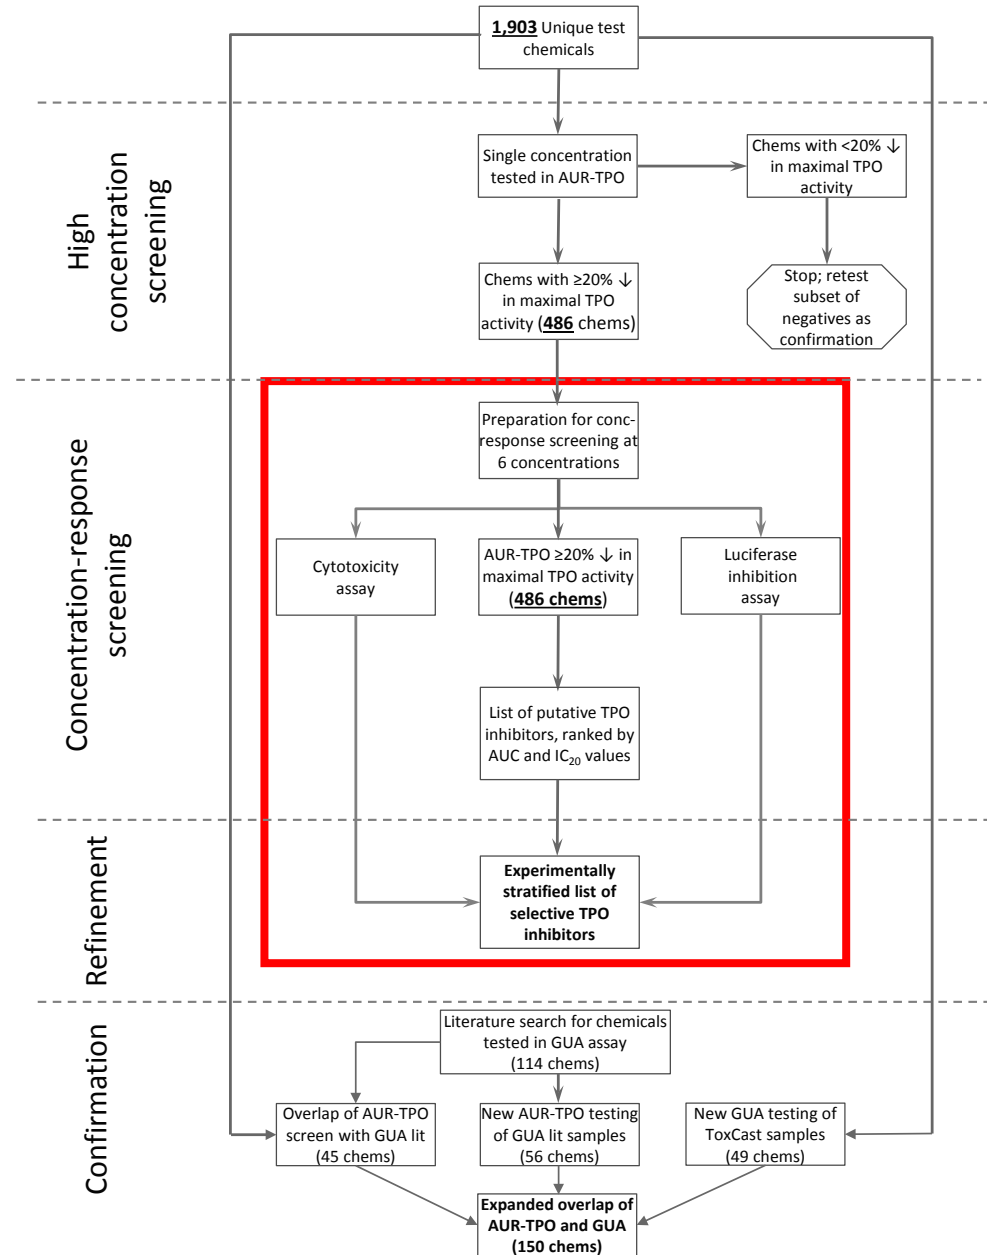 1,903 Unique test
chemicals
High
concentration
screening
Single concentration
tested in AUR-TPO
Chems with <20% ↓
in maximal TPO
activity
Chems with ≥20% ↓
in maximal TPO
activity (486 chems)
Stop; retest
subset of
negatives as
confirmation
Concentration-response
screening
Preparation for conc-
response screening at
6 concentrations
Cytotoxicity
assay
AUR-TPO ≥20% ↓ in
maximal TPO activity
(486 chems)
Luciferase
inhibition
assay
List of putative TPO
inhibitors, ranked by
AUC and IC20 values
Refinement
Experimentally
stratified list of
selective TPO
inhibitors
Confirmation
Literature search for chemicals
tested in GUA assay
(114 chems)
Overlap of AUR-TPO
screen with GUA lit
(45 chems)
New AUR-TPO testing
of GUA lit samples
(56 chems)
New GUA testing of
ToxCast samples
(49 chems)
Expanded overlap of
AUR-TPO and GUA
(150 chems)